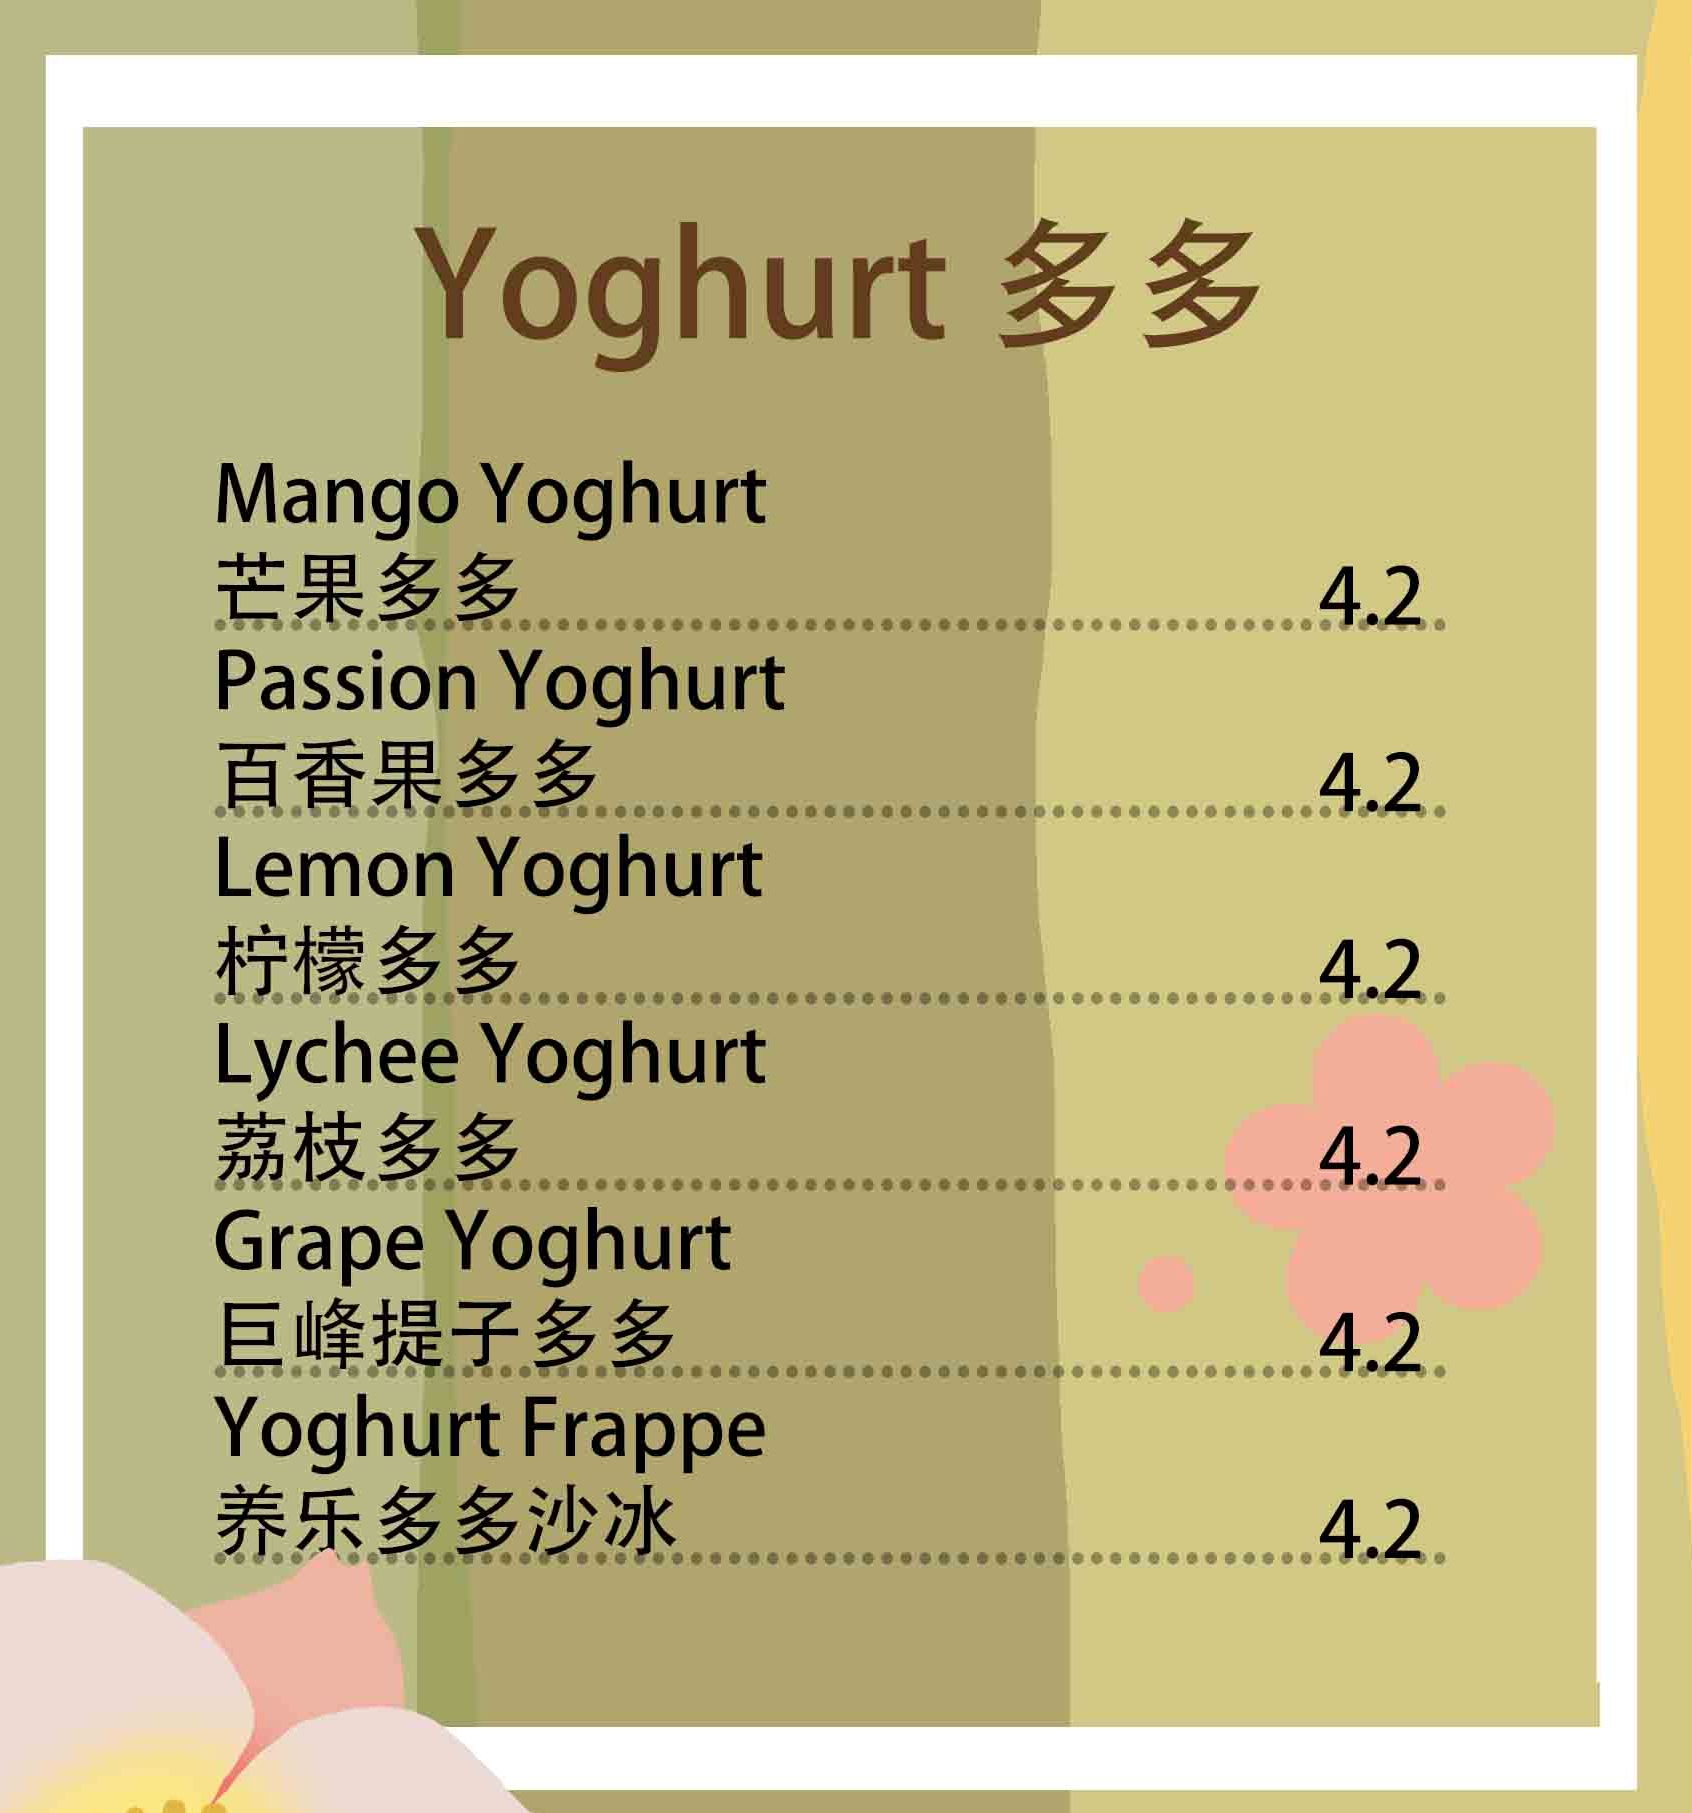 Yoghurt 多多
Mango Yoghurt
芒果多多 4.2
Passion Yoghurt
百香果多多 4.2
Lemon Yoghurt
柠檬多多 4.2
Lychee Yoghurt
荔枝多多 4.2
Grape Yoghurt
巨峰提子多多 4.2
Yoghurt Frappe
养乐多多沙冰 4.2